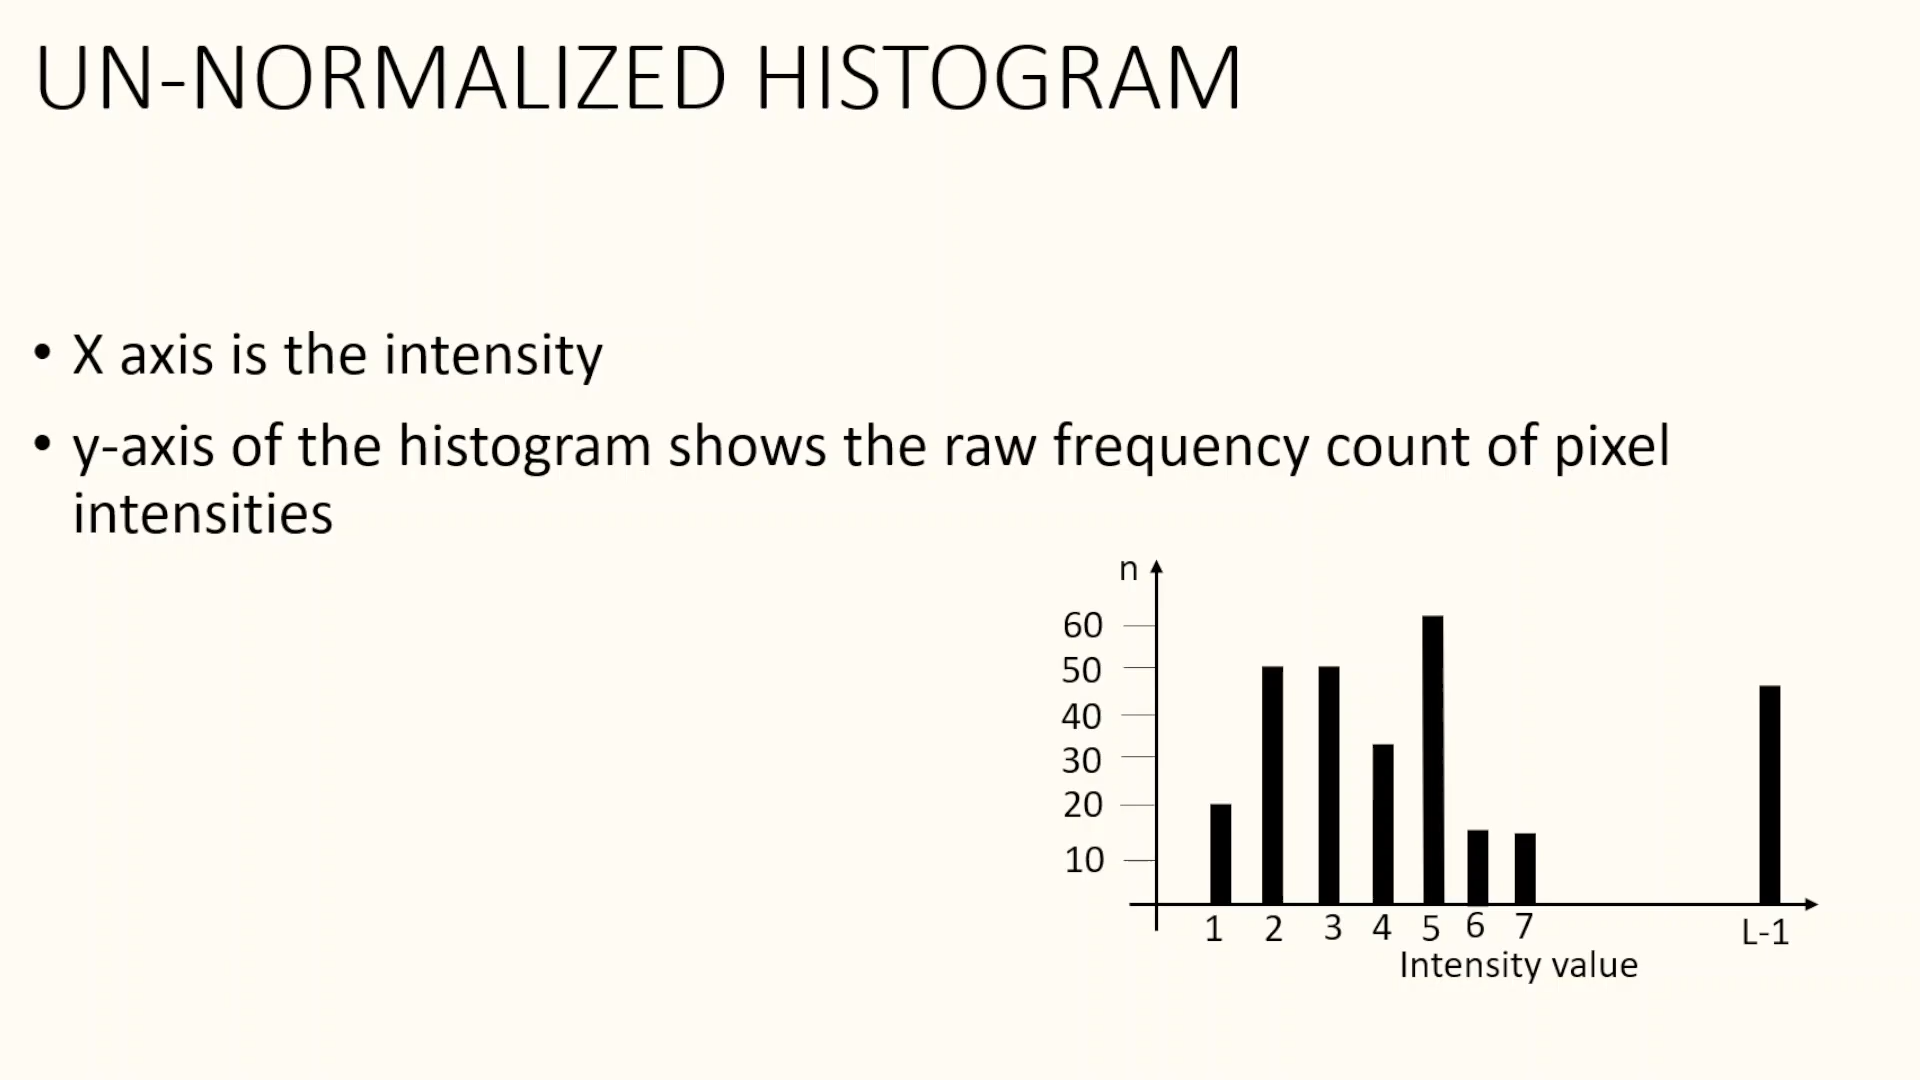 UN-NORMALIZED HISTOGRAM
• X axis is the intensity
• y-axis of the histogram shows the raw frequency count of pixel
intensities
n
60
50
40
30
20
10
1 2 3 4 5 6 7 L-1
Intensity value